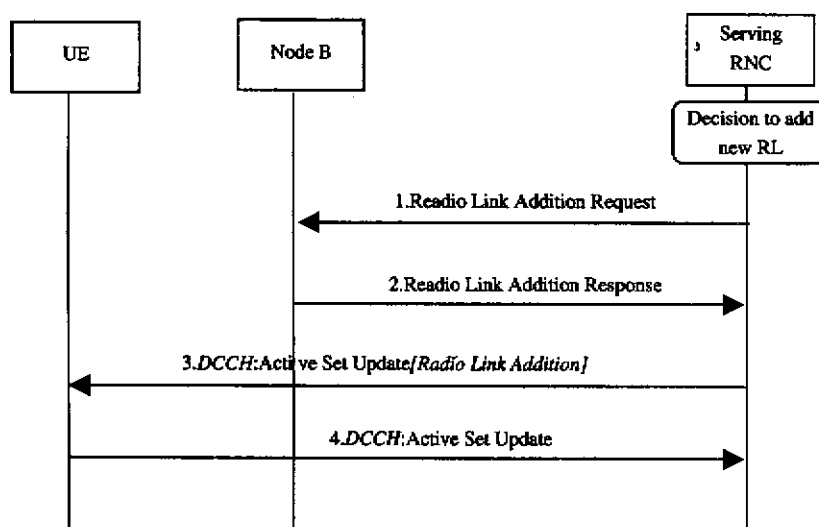 UE
Node B
Serving
RNC
Decision to add
new RL
1.Readio Link Addition Request
2.Readio Link Addition Response
3.DCCH:Active Set Update[Radio Link Addition]
4.DCCH:Active Set Update